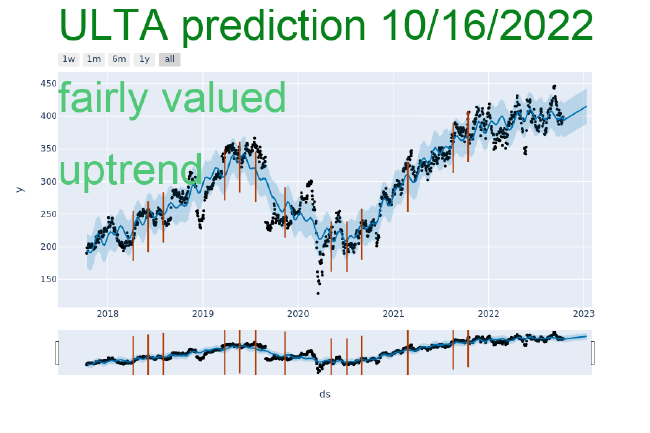 ULTA prediction 10/16/2022
1w 1m 6m 1y all
fairly valued
uptrend
450
400
350
300
250
200
150
y
2018 2019 2020 2021 2022 2023
ds